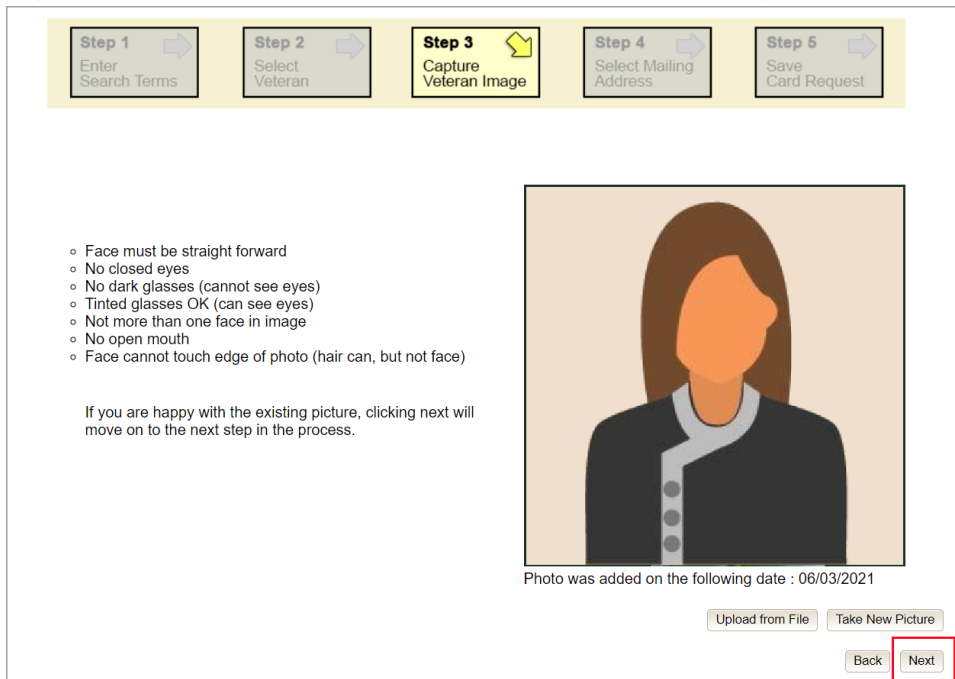 Step 1
Enter
Search Terms
Step 2
Select
Veteran
Step 3
Capture
Veteran Image
Step 4
Select Mailing
Address
Step 5
Save
Card Request
Face must be straight forward
No closed eyes
No dark glasses (cannot see eyes)
Tinted glasses OK (can see eyes)
Not more than one face in image
No open mouth
Face cannot touch edge of photo (hair can, but not face)
If you are happy with the existing picture, clicking next will
move on to the next step in the process.
Photo was added on the following date : 06/03/2021
Upload from File
Take New Picture
Back
Next